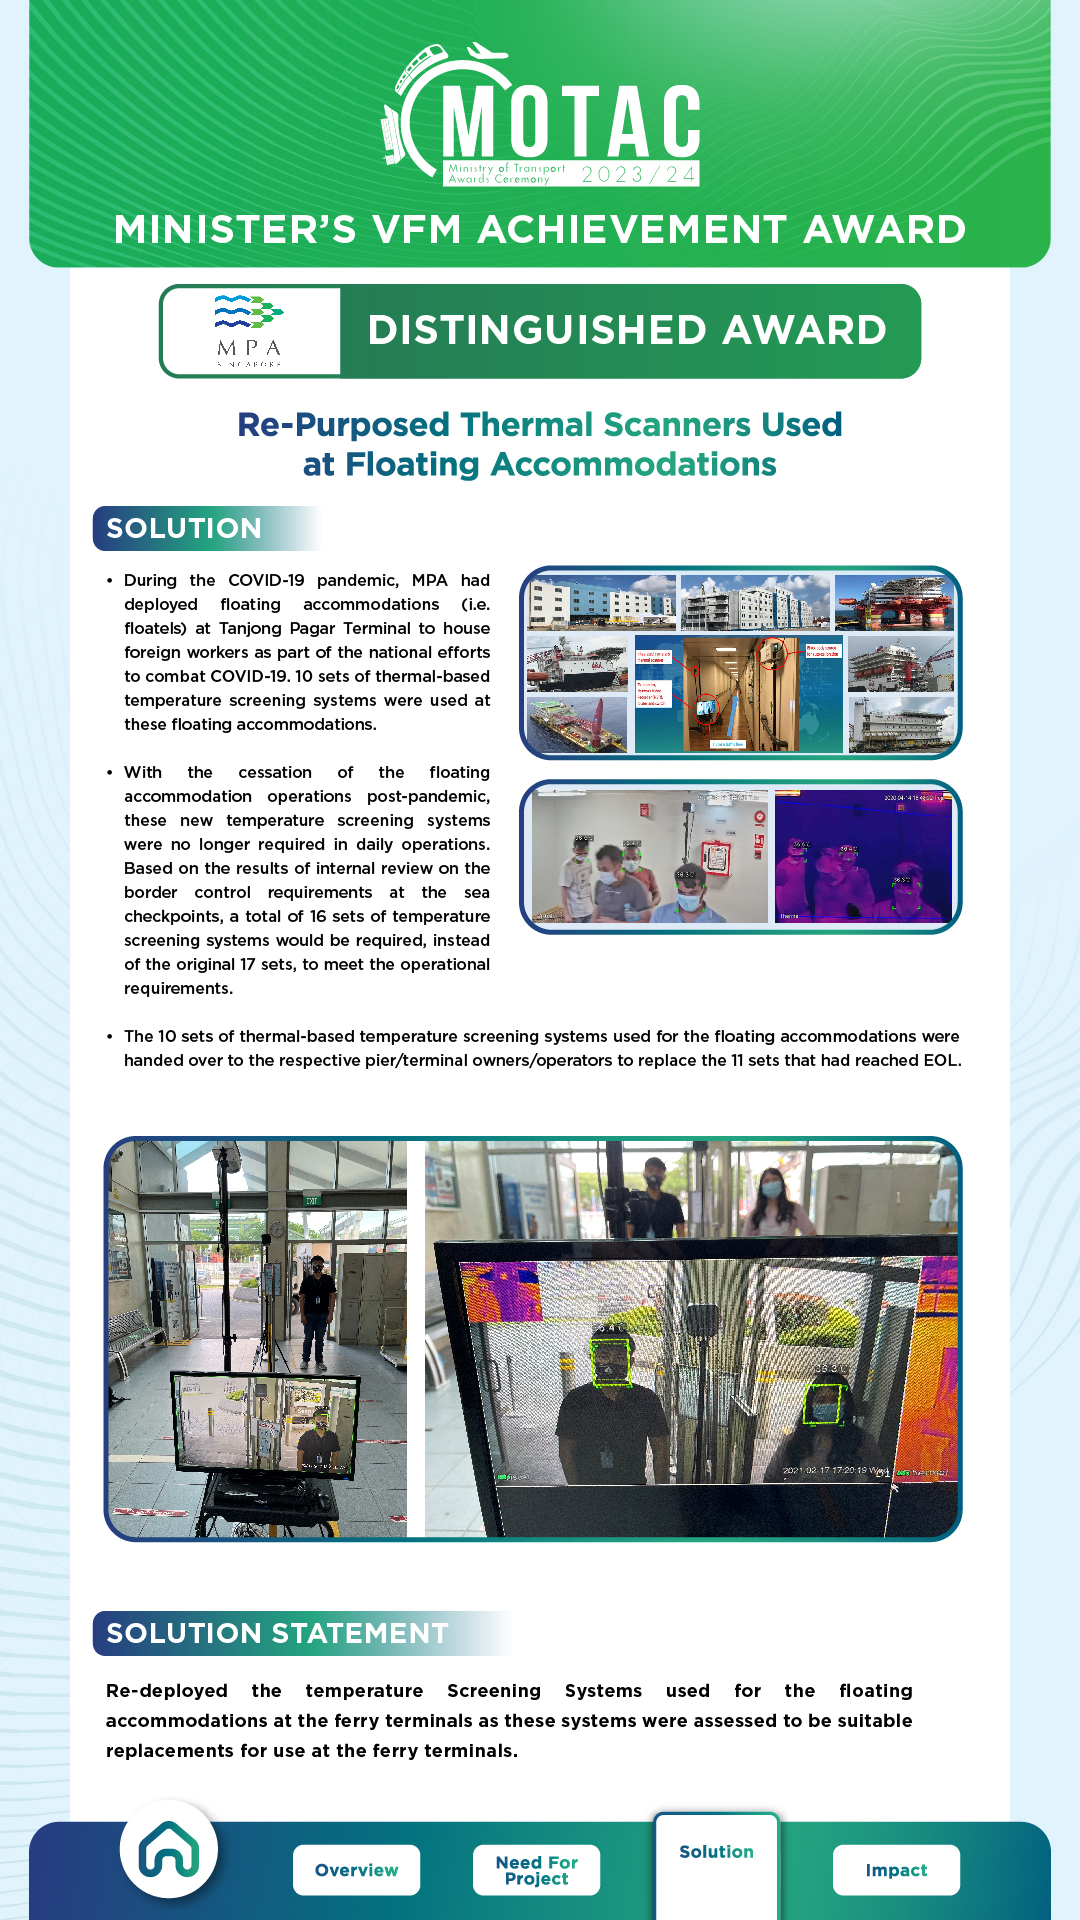 MOTAC
Ministry of Transport
Awards Ceremony
2023/24
MINISTER'S VFM ACHIEVEMENT AWARD
MPA
SINGAPORE
DISTINGUISHED AWARD
Re-Purposed Thermal Scanners Used
at Floating Accommodations
SOLUTION
• During the COVID-19 pandemic, MPA had
deployed floating accommodations (i.e.
floatels) at Tanjong Pagar Terminal to house
foreign workers as part of the national efforts
to combat COVID-19. 10 sets of thermal-based
temperature screening systems were used at
these floating accommodations.
• With the cessation of the floating
accommodation operations post-pandemic,
these new temperature screening systems
were no longer required in daily operations.
Based on the results of internal review on the
border control requirements at the sea
checkpoints, a total of 16 sets of temperature
screening systems would be required, instead
of the original 17 sets, to meet the operational
requirements.
• The 10 sets of thermal-based temperature screening systems used for the floating accommodations were
handed over to the respective pier/terminal owners/operators to replace the 11 sets that had reached EOL.
EXIT
36.3
2021-02-17 17:20:19 Wed
SOLUTION STATEMENT
Re-deployed the temperature Screening Systems used for the floating
accommodations at the ferry terminals as these systems were assessed to be suitable
replacements for use at the ferry terminals.
Overview
Need For
Project
Solution
Impact